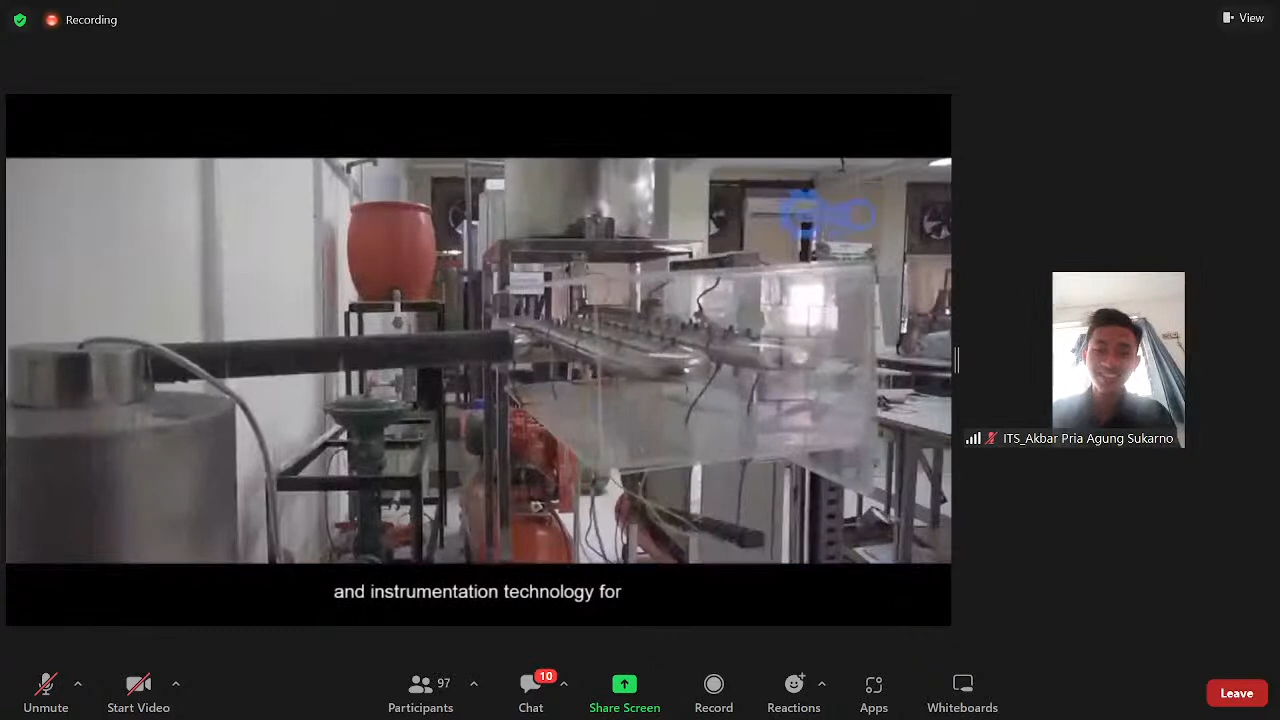 Recording
View
ITS_Akbar Pria Agung Sukarno
and instrumentation technology for
10
97
Unmute
Start Video
Participants
Chat
Share Screen
Record
Reactions
Apps
Whiteboards
Leave